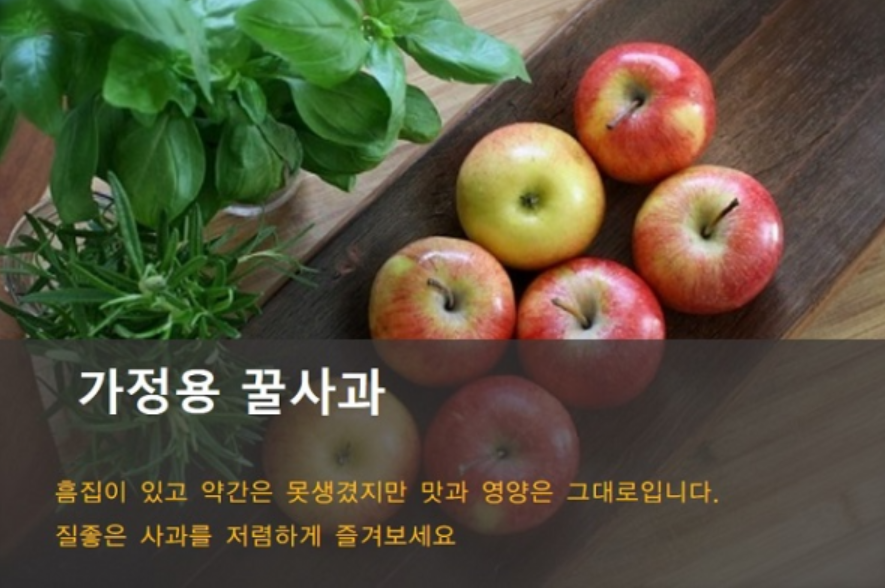 가정용 꿀사과
흠집이 있고 약간은 못생겼지만 맛과 영양은 그대로입니다.
질좋은 사과를 저렴하게 즐겨보세요